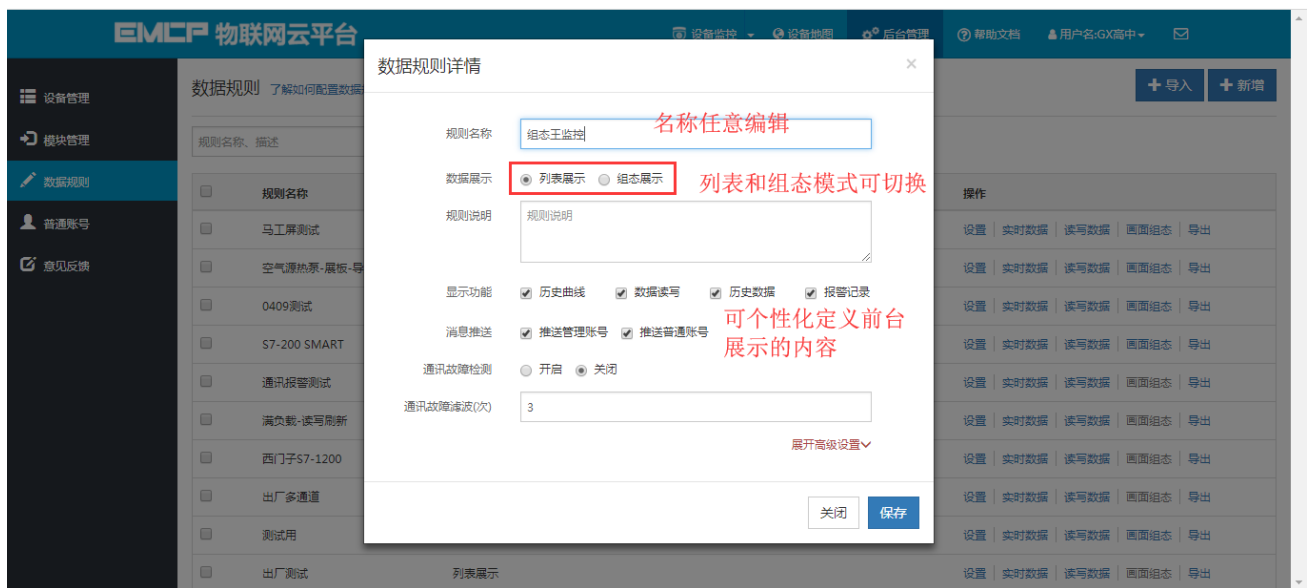 EMCP 物联网云平台
设备监控 设备地图 后台管理 帮助文档 用户名:GX高中
设备管理
模块管理
数据规则
普通账号
意见反馈
数据规则 了解如何配置数据
导入 新增
规则名称、描述
规则名称 操作
马工屏测试 设置 实时数据 读写数据 画面组态 导出
空气源热泵-展板-导 设置 实时数据 读写数据 画面组态 导出
0409测试 设置 实时数据 读写数据 画面组态 导出
S7-200 SMART 设置 实时数据 读写数据 画面组态 导出
通讯报警测试 设置 实时数据 读写数据 画面组态 导出
满负载-读写刷新 设置 实时数据 读写数据 画面组态 导出
西门子S7-1200 设置 实时数据 读写数据 画面组态 导出
出厂多通道 设置 实时数据 读写数据 画面组态 导出
测试用 设置 实时数据 读写数据 画面组态 导出
出厂测试 列表展示 设置 实时数据 读写数据 画面组态 导出
数据规则详情 ×
规则名称 组态王监控 名称任意编辑
数据展示 列表展示 组态展示 列表和组态模式可切换
规则说明 规则说明
显示功能 历史曲线 数据读写 历史数据 报警记录
消息推送 推送管理账号 推送普通账号
可个性化定义前台
展示的内容
通讯故障检测 开启 关闭
通讯故障滤波(次) 3
展开高级设置
关闭 保存